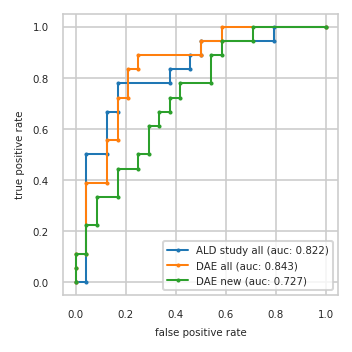 1.0
0.8
0.6
0.4
0.2
0.0
true positive rate
ALD study all (auc: 0.822)
DAE all (auc: 0.843)
DAE new (auc: 0.727)
0.0 0.2 0.4 0.6 0.8 1.0
false positive rate